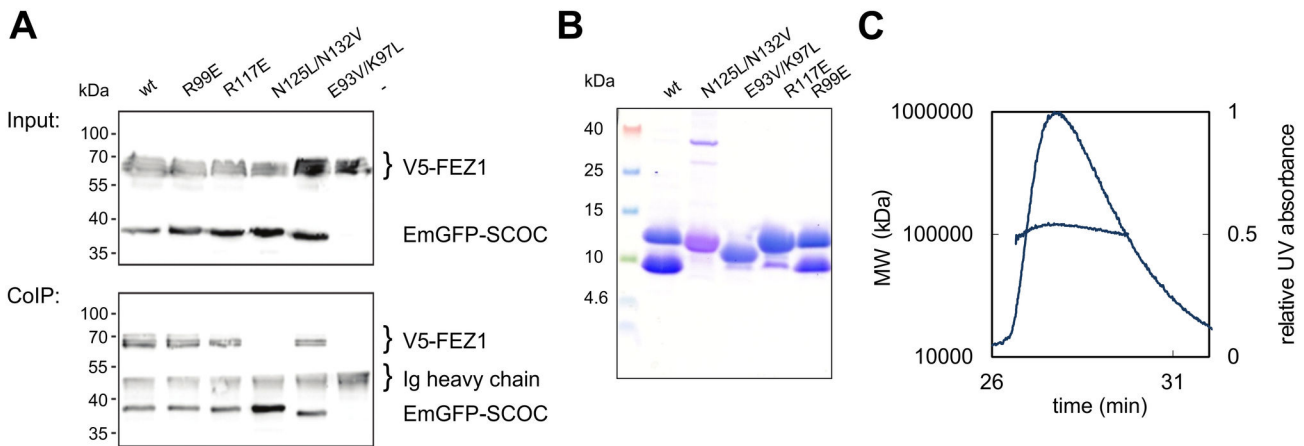 A
kDa
wt
R99E
R117E
N125L/N132V
E93V/K97L
-
Input:
100
70
55
40
35
} V5-FEZ1
EmGFP-SCOC
CoIP:
100
70
55
40
35
} V5-FEZ1
} Ig heavy chain
EmGFP-SCOC
B
kDa
wt
N125L/N132V
E93V/K97L
R117E
R99E
40
25
15
10
4.6
C
MW (kDa)
1000000
100000
10000
26
31
time (min)
1
0.5
0
relative UV absorbance